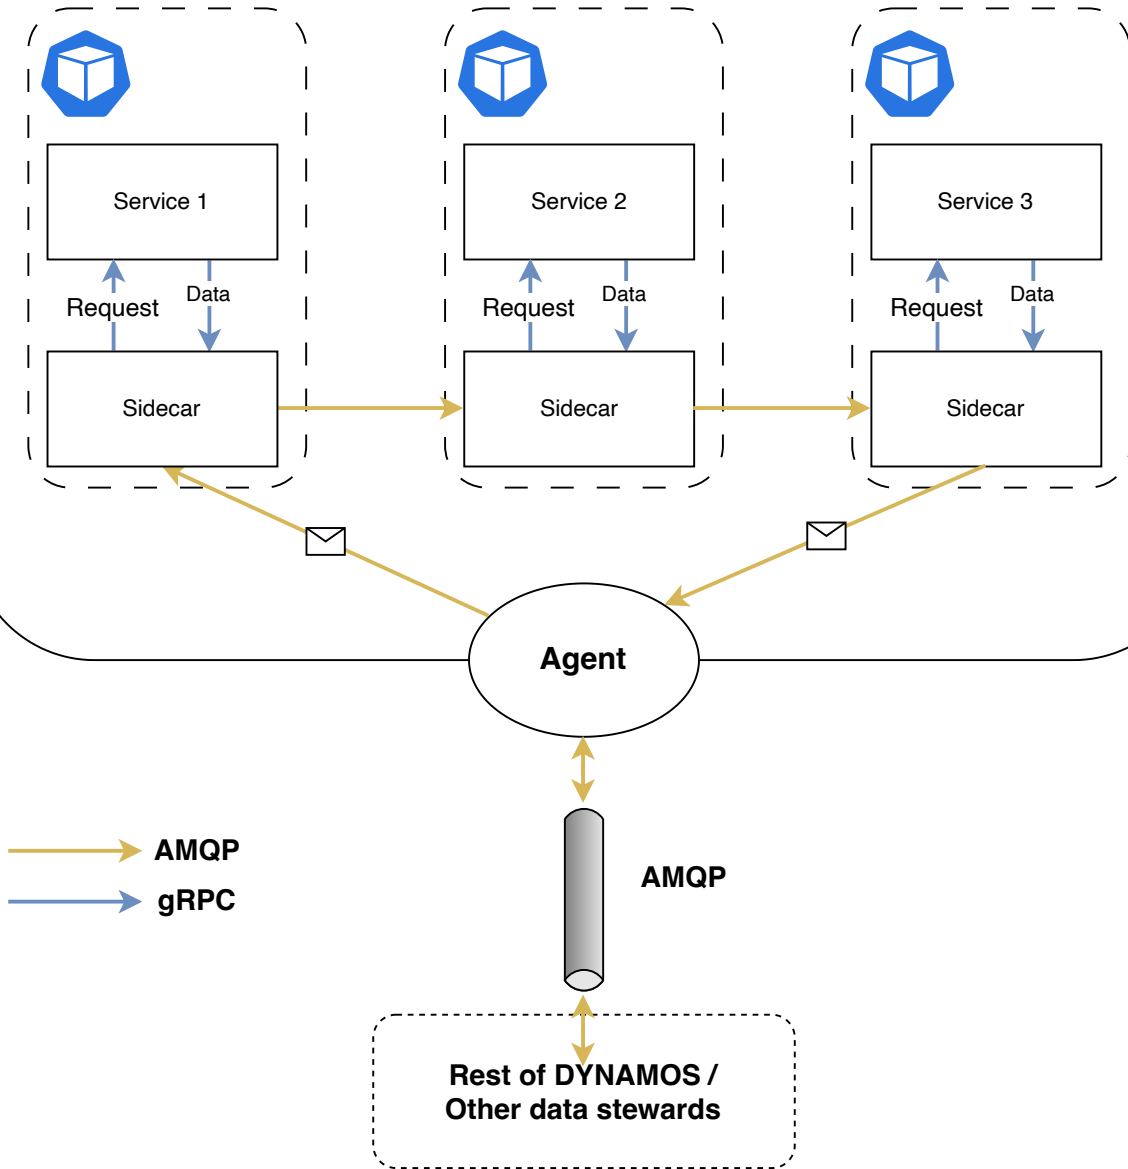 Service 1
Service 2
Service 3
Request
Data
Request
Data
Request
Data
Sidecar
Sidecar
Sidecar
Agent
AMQP
gRPC
AMQP
Rest of DYNAMOS /
Other data stewards